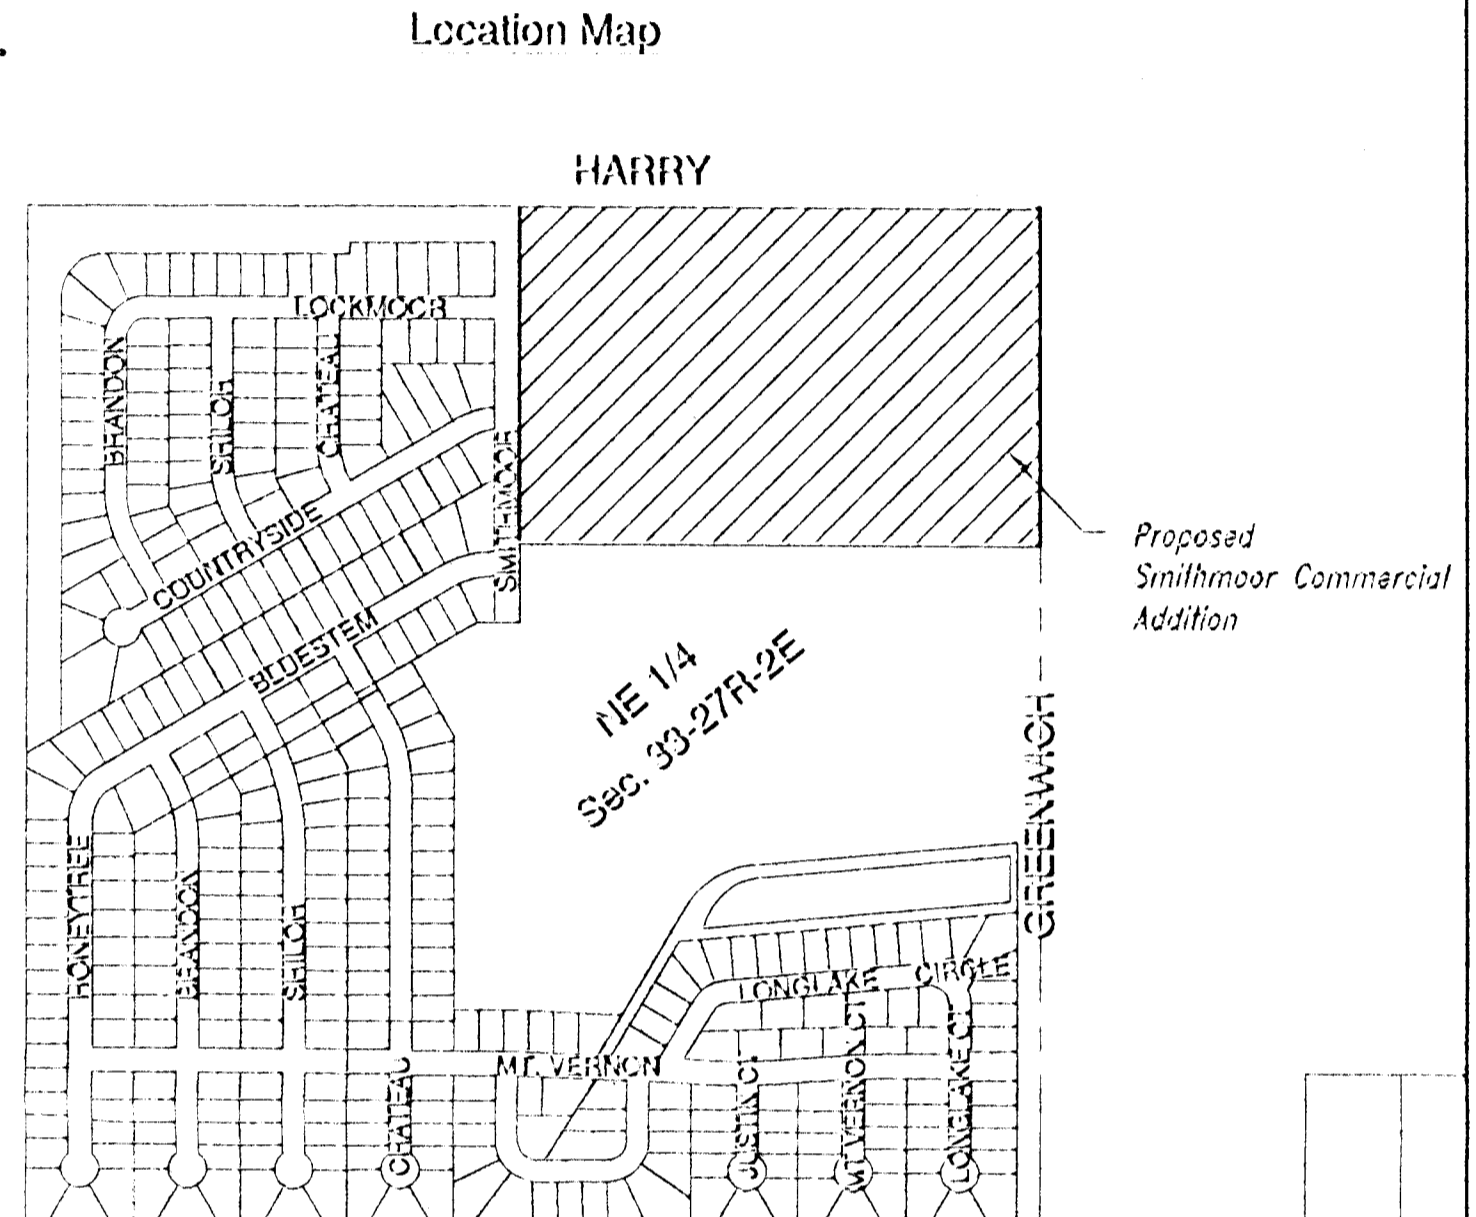 Location Map
HARRY
LOCKMOOR
BRANDON
SHILOH
CHATEAU
COUNTRYSIDE
SMITHMOOR
BLUESTEM
Proposed
Smithmoor Commercial
Addition
NE 1/4
Sec. 33-27R-2E
GREENWICH
HONEYTREE
BRANDON
SHILOH
CHATEAU
LONGLAKE CIRCLE
MT. VERNON
JUSTIN CT.
MT VERNON CT
LONGLAKE CT